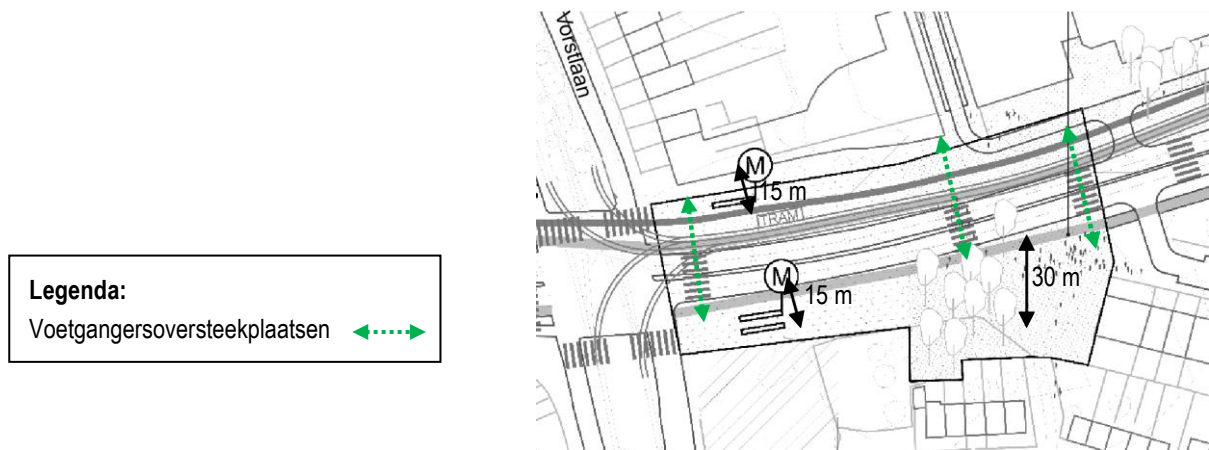 Legenda:
Voetgangersoversteekplaatsen
Vorstlaan
M
15 m
TRAM
M
15 m
30 m